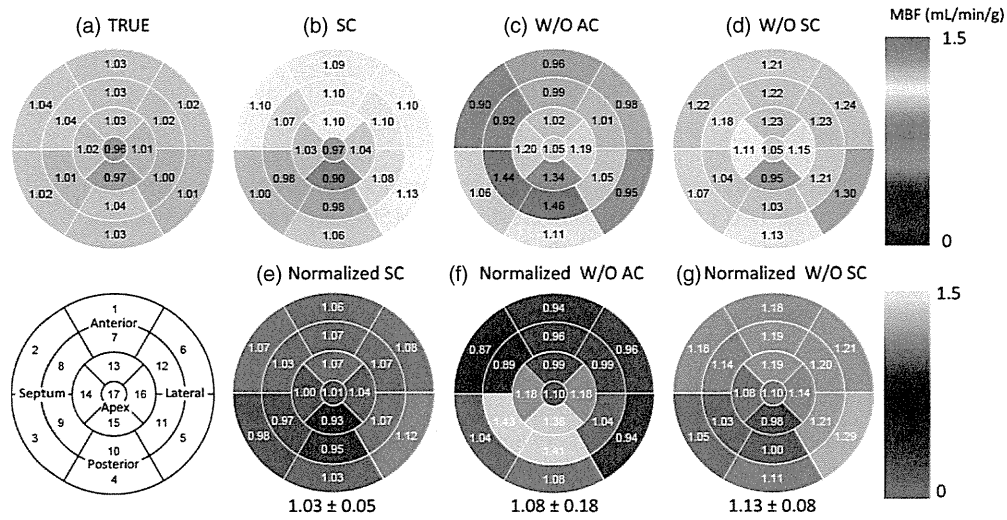 (a) TRUE (b) SC (c) W/O AC (d) W/O SC MBF (mL/min/g)
1.5
0
1.03
1.03
1.04 1.02
1.04 1.03 1.02
1.02 0.96 1.01
1.01 0.97 1.00
1.02 1.01
1.04
1.03
1.09
1.10
1.10 1.10
1.07 1.10 1.10
1.03 0.97 1.04
0.98 0.90 1.08
1.00 1.13
0.98
1.06
0.96
0.99
0.90 0.98
0.92 1.02 1.01
1.20 1.05 1.19
1.44 1.34 1.05
1.06 0.95
1.46
1.11
1.21
1.22
1.22 1.24
1.18 1.23 1.23
1.11 1.05 1.15
1.04 0.95 1.21
1.07 1.30
1.03
1.13
(e) Normalized SC (f) Normalized W/O AC (g) Normalized W/O SC
1.5
0
1
Anterior
7
2 6
8 13 12
Septum 14 17 16 Lateral
Apex
9 15 11
3 5
10
Posterior
4
1.06
1.07
1.07 1.08
1.03 1.07 1.07
1.00 1.01 1.04
0.97 0.93 1.07
0.98 1.12
0.95
1.03
1.03 ± 0.05
0.94
0.96
0.87 0.96
0.89 0.99 0.99
1.18 1.10 1.18
1.04
1.04 0.94
1.08
1.08 ± 0.18
1.18
1.19
1.18 1.21
1.14 1.19 1.20
1.08 1.10 1.14
1.03 0.98 1.21
1.05 1.29
1.00
1.11
1.13 ± 0.08